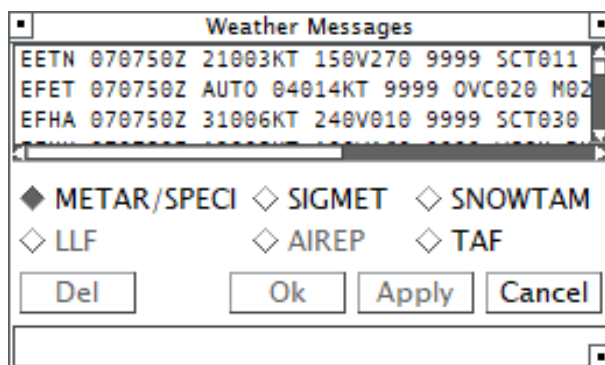 Weather Messages
EETN 070750Z 21003KT 150V270 9999 SCT011
EFET 070750Z AUTO 04014KT 9999 OVC020 M02
EFHA 070750Z 31006KT 240V010 9999 SCT030
METAR/SPECI SIGMET SNOWTAM
LLF AIREP TAF
Del Ok Apply Cancel